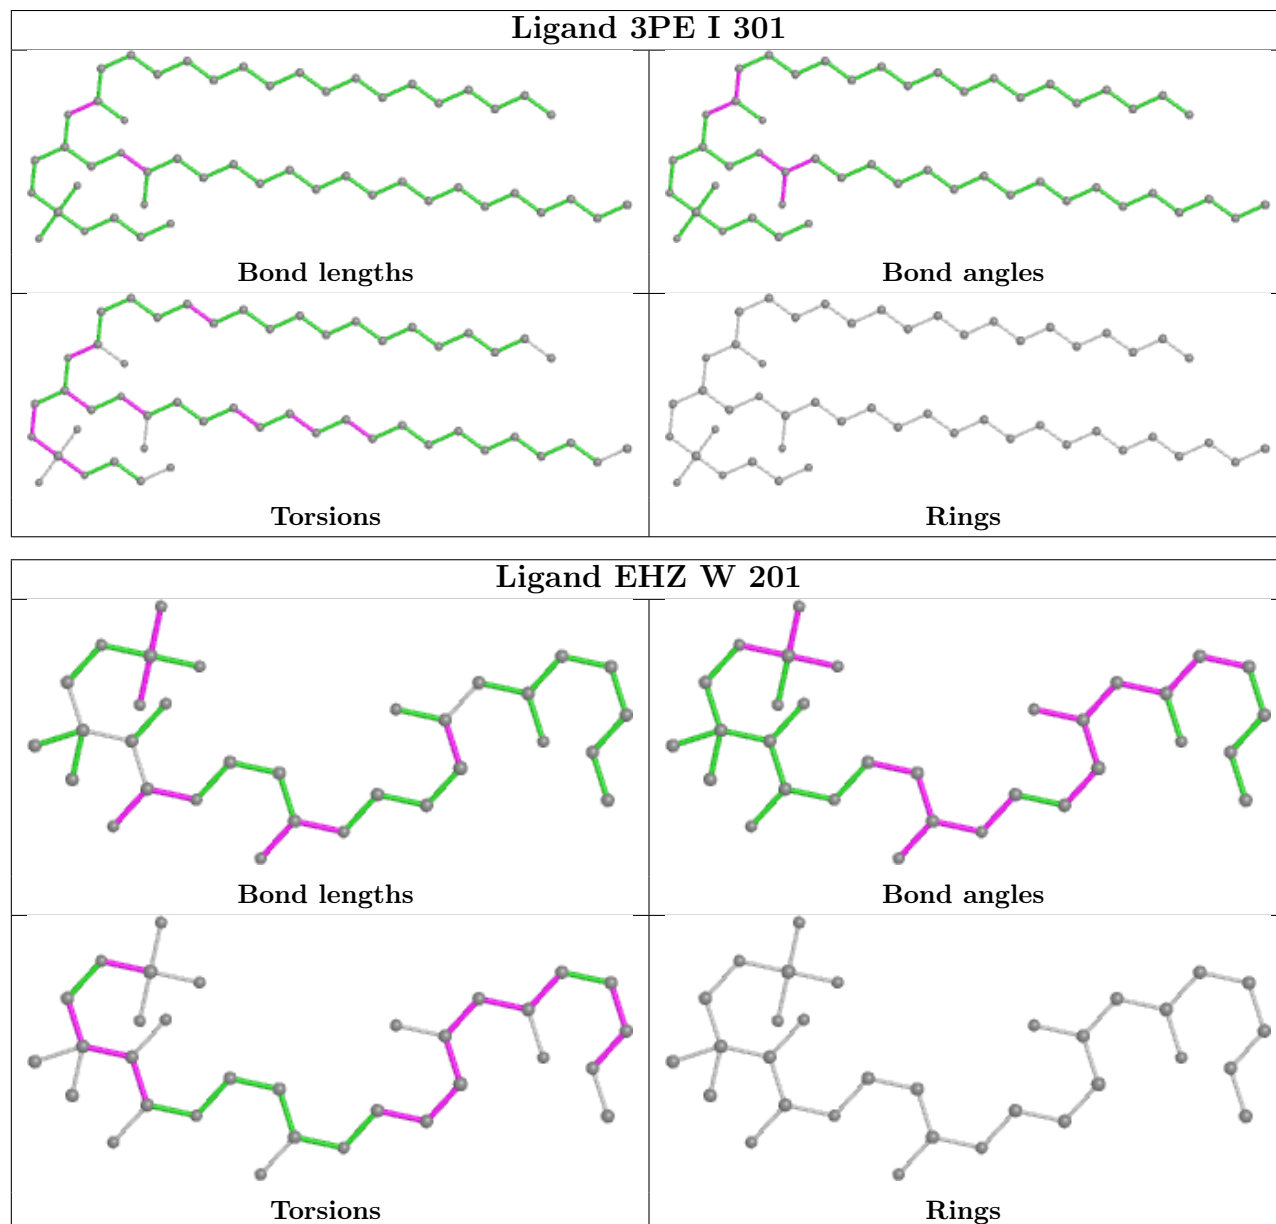 Ligand 3PE I 301
Bond lengths
Bond angles
Torsions
Rings
Ligand EHZ W 201
Bond lengths
Bond angles
Torsions
Rings